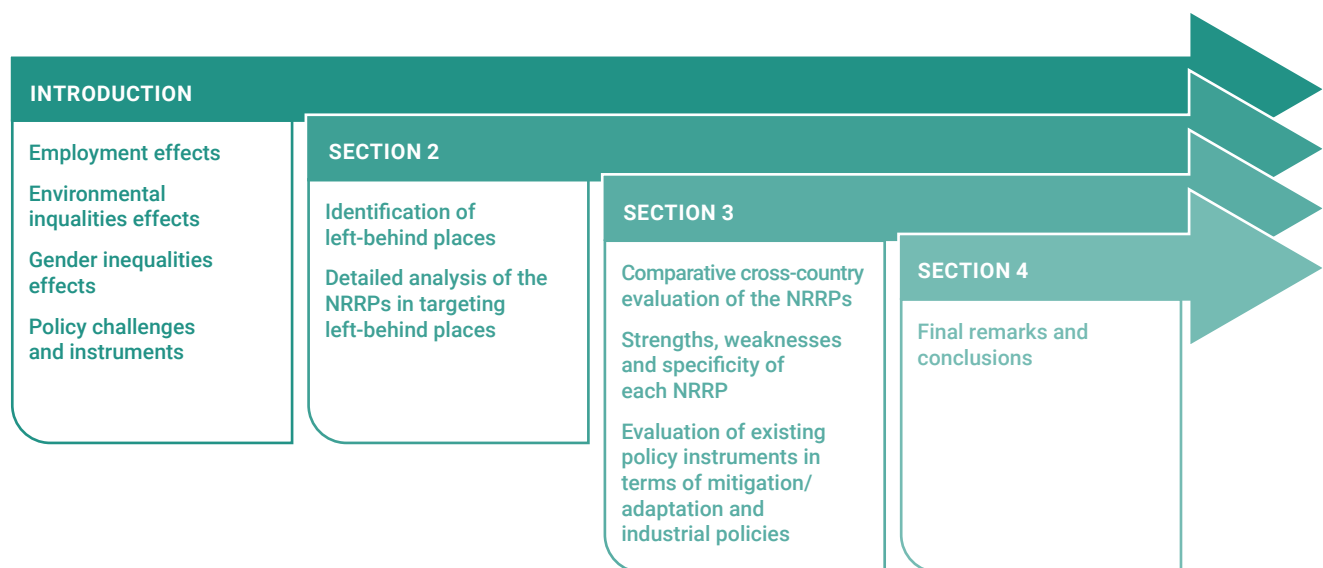 INTRODUCTION
Employment effects
Environmental
inqualities effects
Gender inequalities
effects
Policy challenges
and instruments
SECTION 2
Identification of
left-behind places
Detailed analysis of the
NRRPs in targeting
left-behind places
SECTION 3
Comparative cross-country
evaluation of the NRRPs
Strengths, weaknesses
and specificity of
each NRRP
Evaluation of existing
policy instruments in
terms of mitigation/
adaptation and
industrial policies
SECTION 4
Final remarks and
conclusions